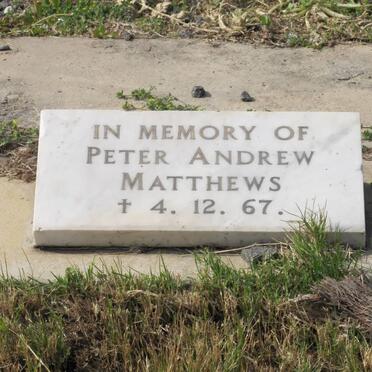 IN MEMORY OF
PETER ANDREW
MATTHEWS
† 4. 12. 67.